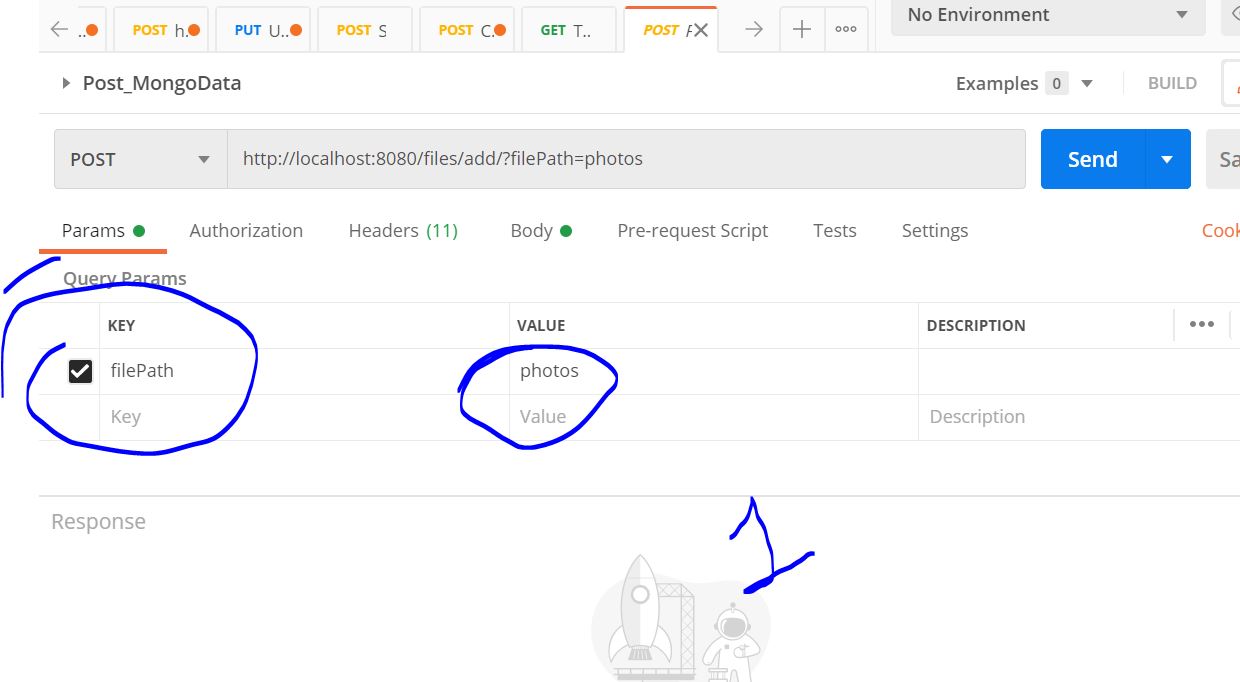 .. POST h. PUT U.. POST S POST C. GET T.. POST No Environment
Post_MongoData Examples 0 BUILD
POST http://localhost:8080/files/add/?filePath=photos Send Sa
Params Authorization Headers (11) Body Pre-request Script Tests Settings Cook
Query Params
KEY VALUE DESCRIPTION
filePath photos
Key Value Description
Response
1